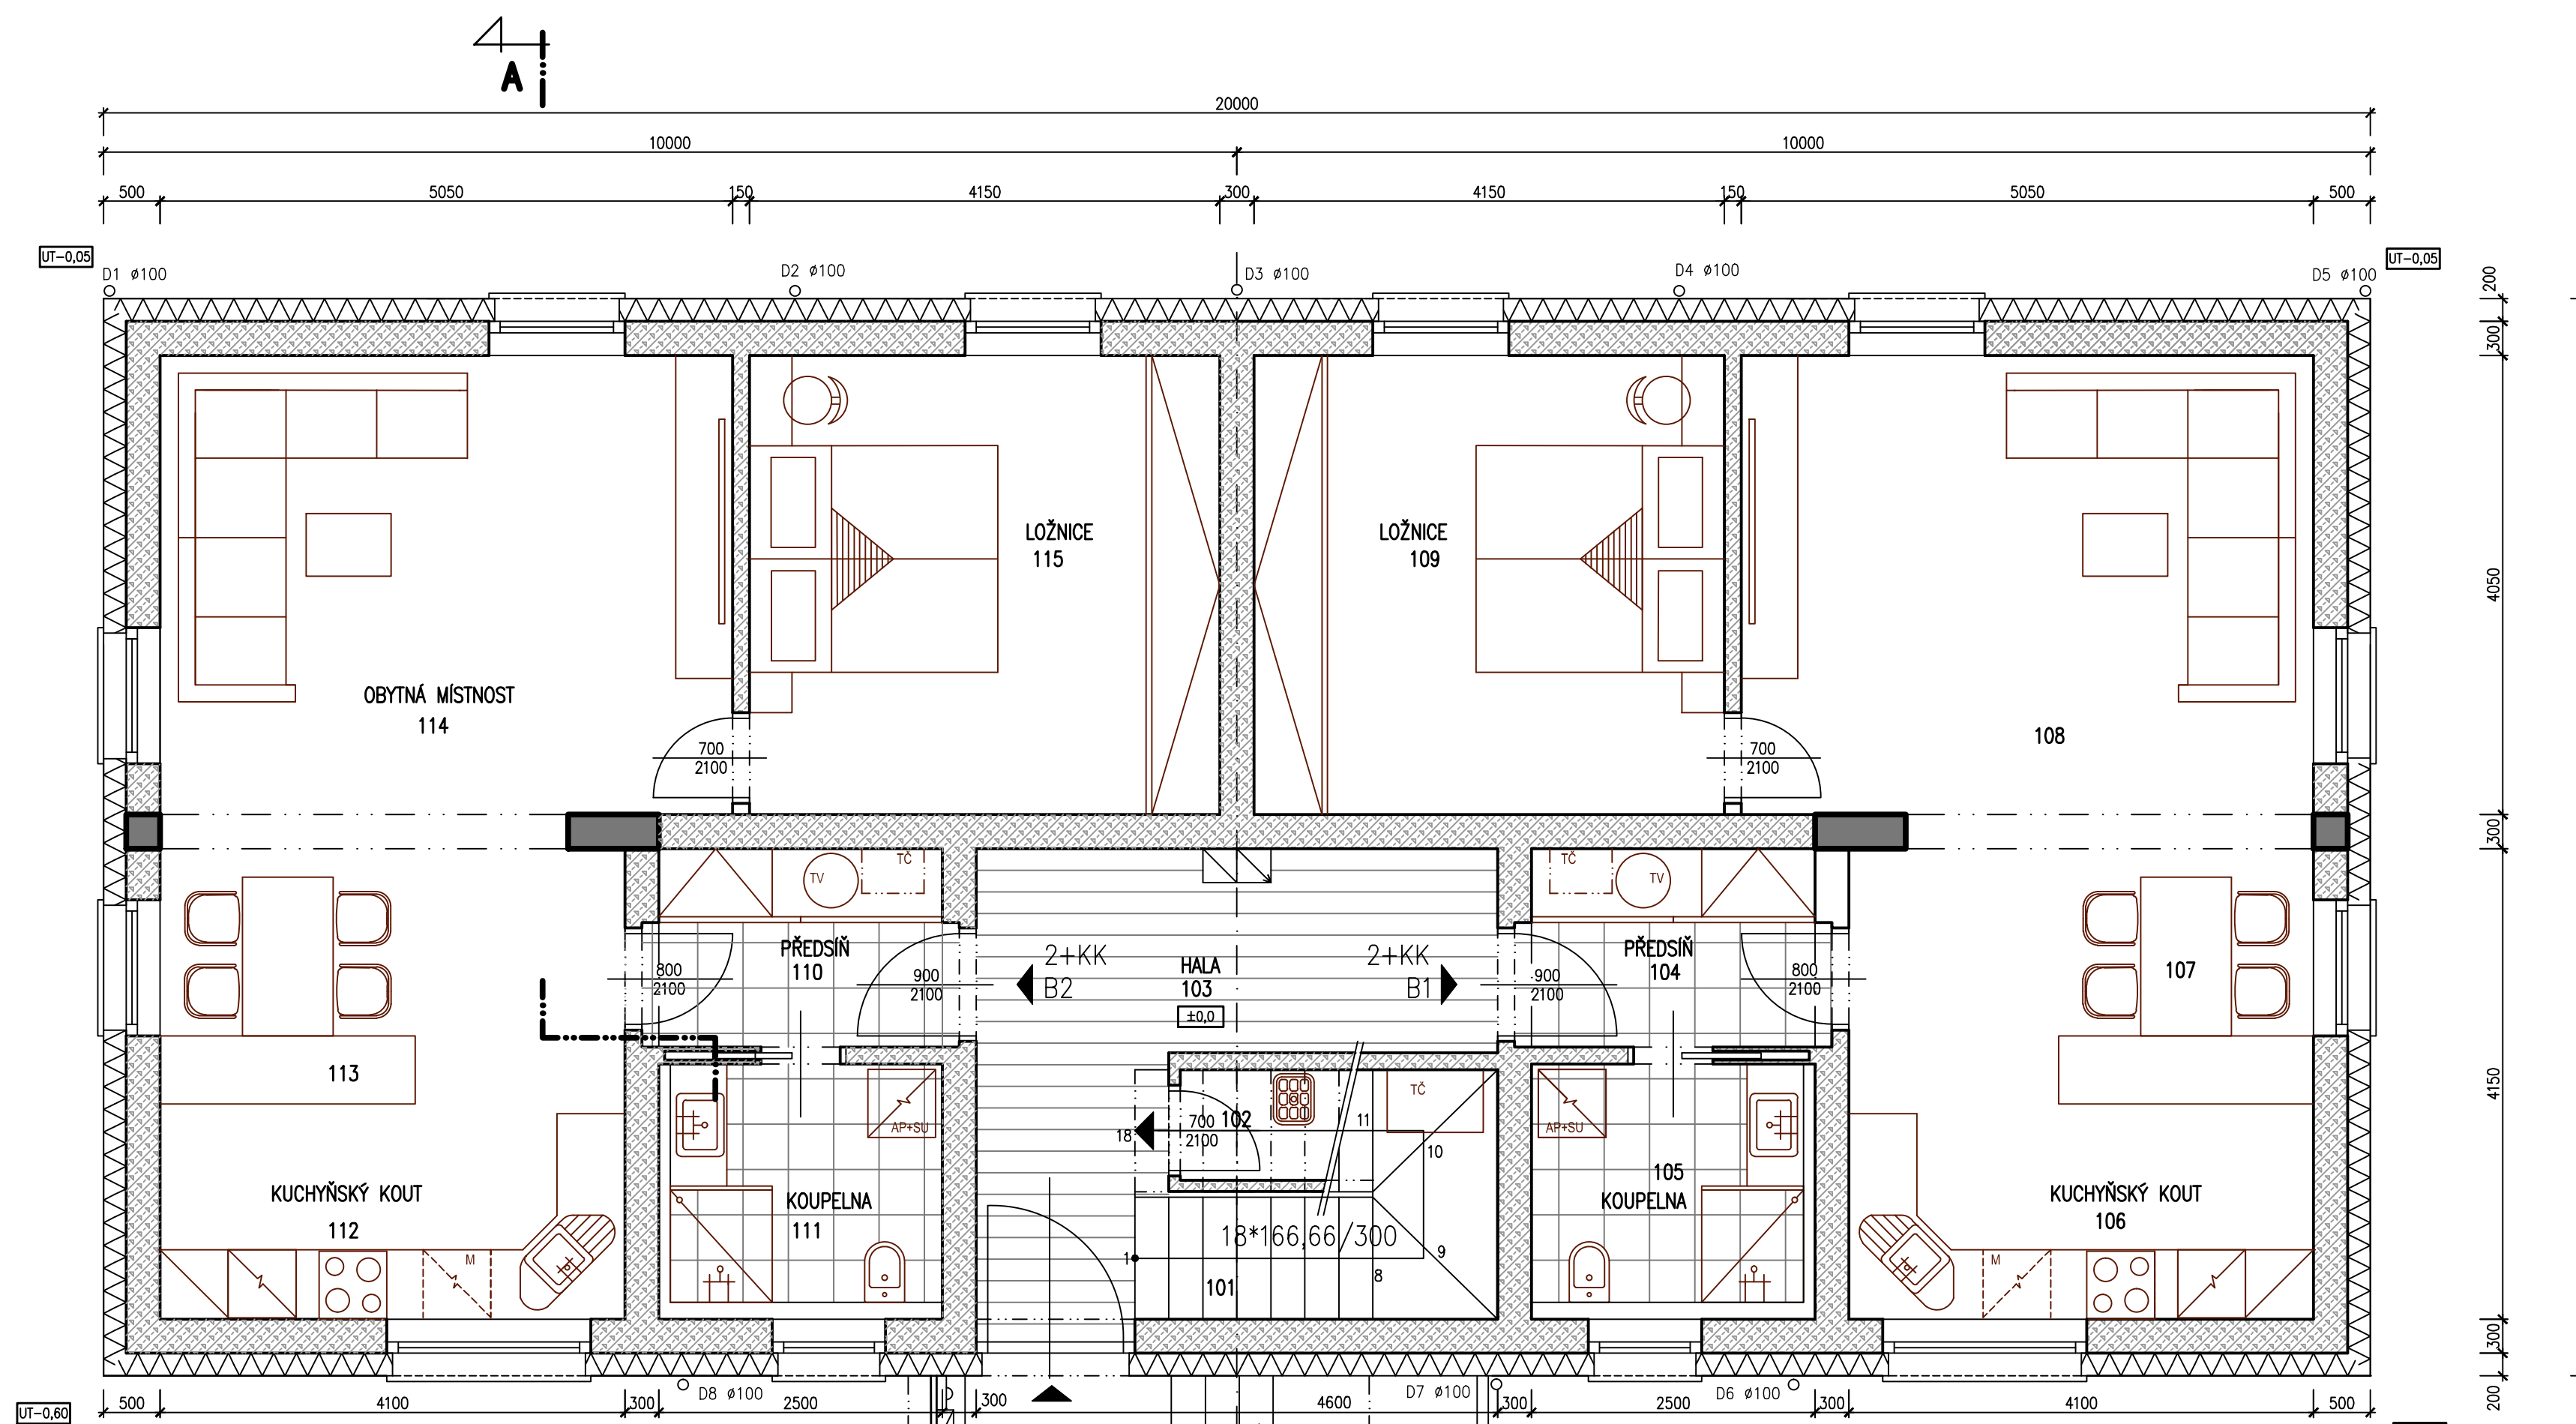 A
20000
10000 10000
500 5050 150 4150 300 4150 150 5050 500
UT-0,05 UT-0,05
D1 ø100 D2 ø100 D3 ø100 D4 ø100 D5 ø100
200
300
LOŽNICE LOŽNICE
115 109
4050
OBYTNÁ MÍSTNOST
114 108
700 700
2100 2100
300
TČ TČ
TV TV
PŘEDSÍŇ 2+KK HALA 2+KK PŘEDSÍŇ
110 103 104 107
800 900 B2 B1 900 800
2100 2100 2100 2100
±0,0
113
4150
TČ
AP+SU 18 700 102 11 AP+SU
2100 10
105
KUCHYŇSKÝ KOUT KOUPELNA KOUPELNA KUCHYŇSKÝ KOUT
112 111 106
18*166,66/300
M 1 9 M
101 8
300
D8 ø100 D7 ø100 D6 ø100
500 4100 300 2500 300 4600 300 2500 300 4100 500
200
UT-0,60